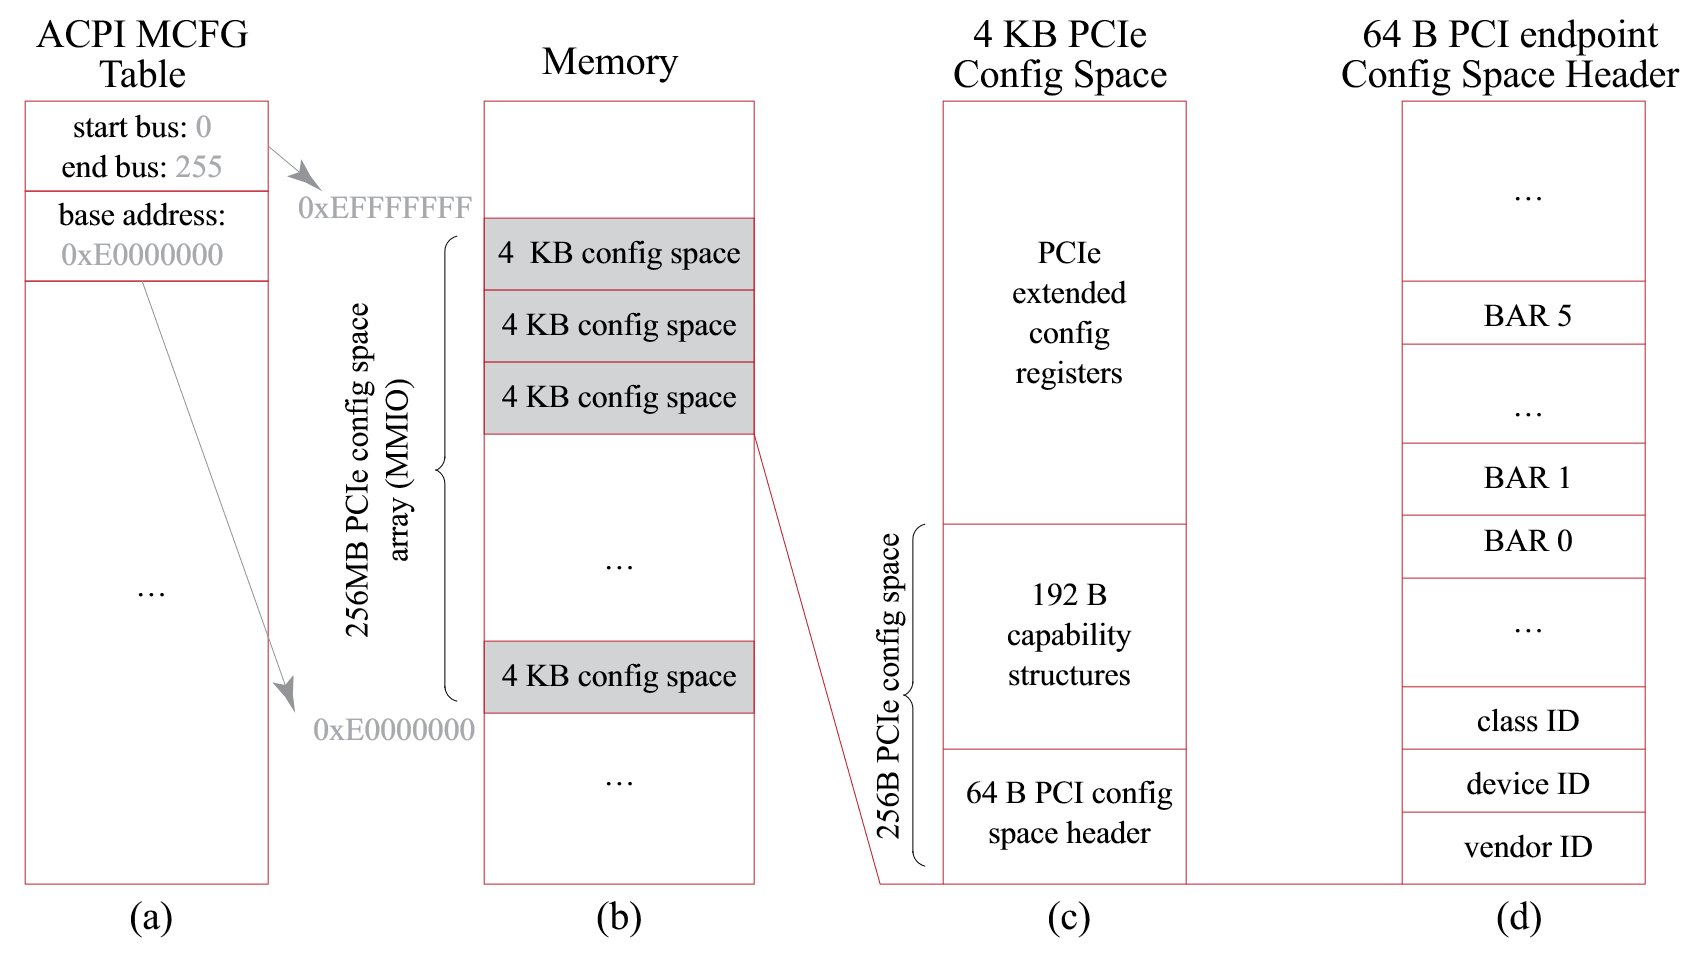 ACPI MCFG
Table
start bus: 0
end bus: 255
base address:
0xE0000000
...
(a)
Memory
0xEFFFFFFF
256MB PCIe config space
array (MMIO)
4 KB config space
4 KB config space
4 KB config space
...
4 KB config space
0xE0000000
...
(b)
4 KB PCIe
Config Space
PCIe
extended
config
registers
256B PCIe config space
192 B
capability
structures
64 B PCI config
space header
(c)
64 B PCI endpoint
Config Space Header
...
BAR 5
...
BAR 1
BAR 0
...
class ID
device ID
vendor ID
(d)